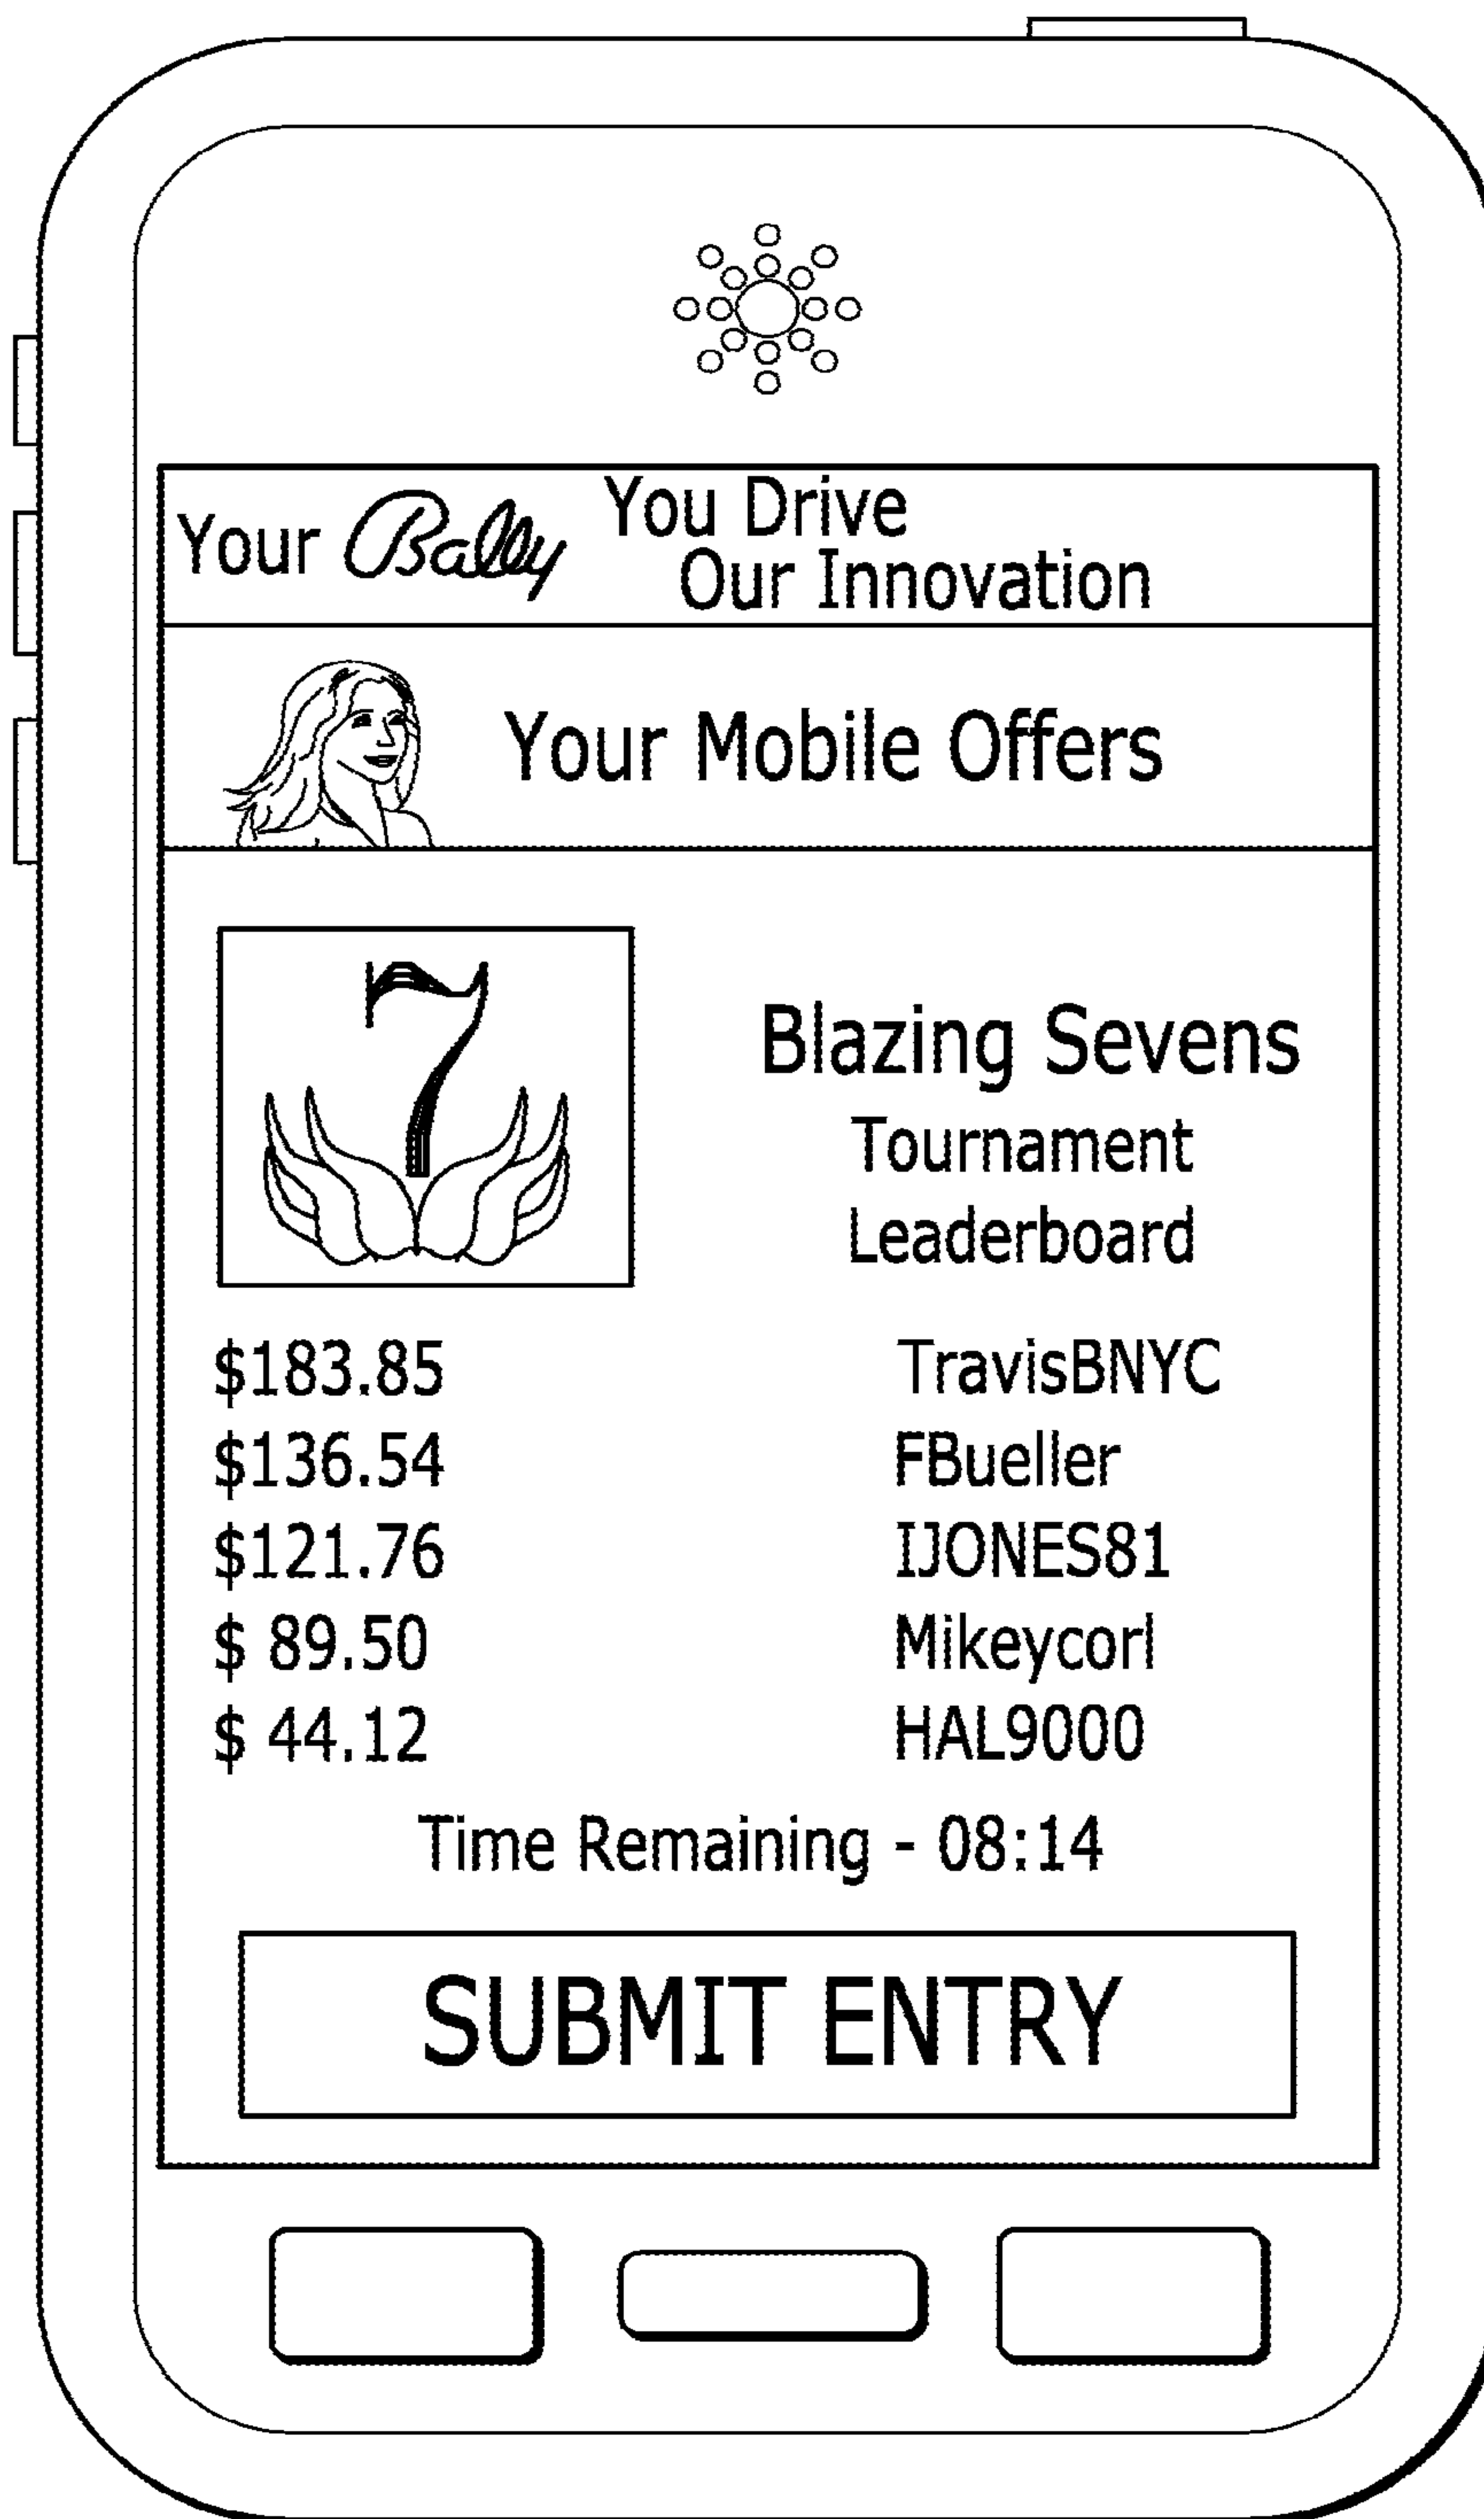 Your Bally You Drive
Our Innovation
Your Mobile Offers
7
Blazing Sevens
Tournament
Leaderboard
$183.85 TravisBNYC
$136.54 FBueller
$121.76 IJONES81
$ 89.50 Mikeycorl
$ 44.12 HAL9000
Time Remaining - 08:14
SUBMIT ENTRY